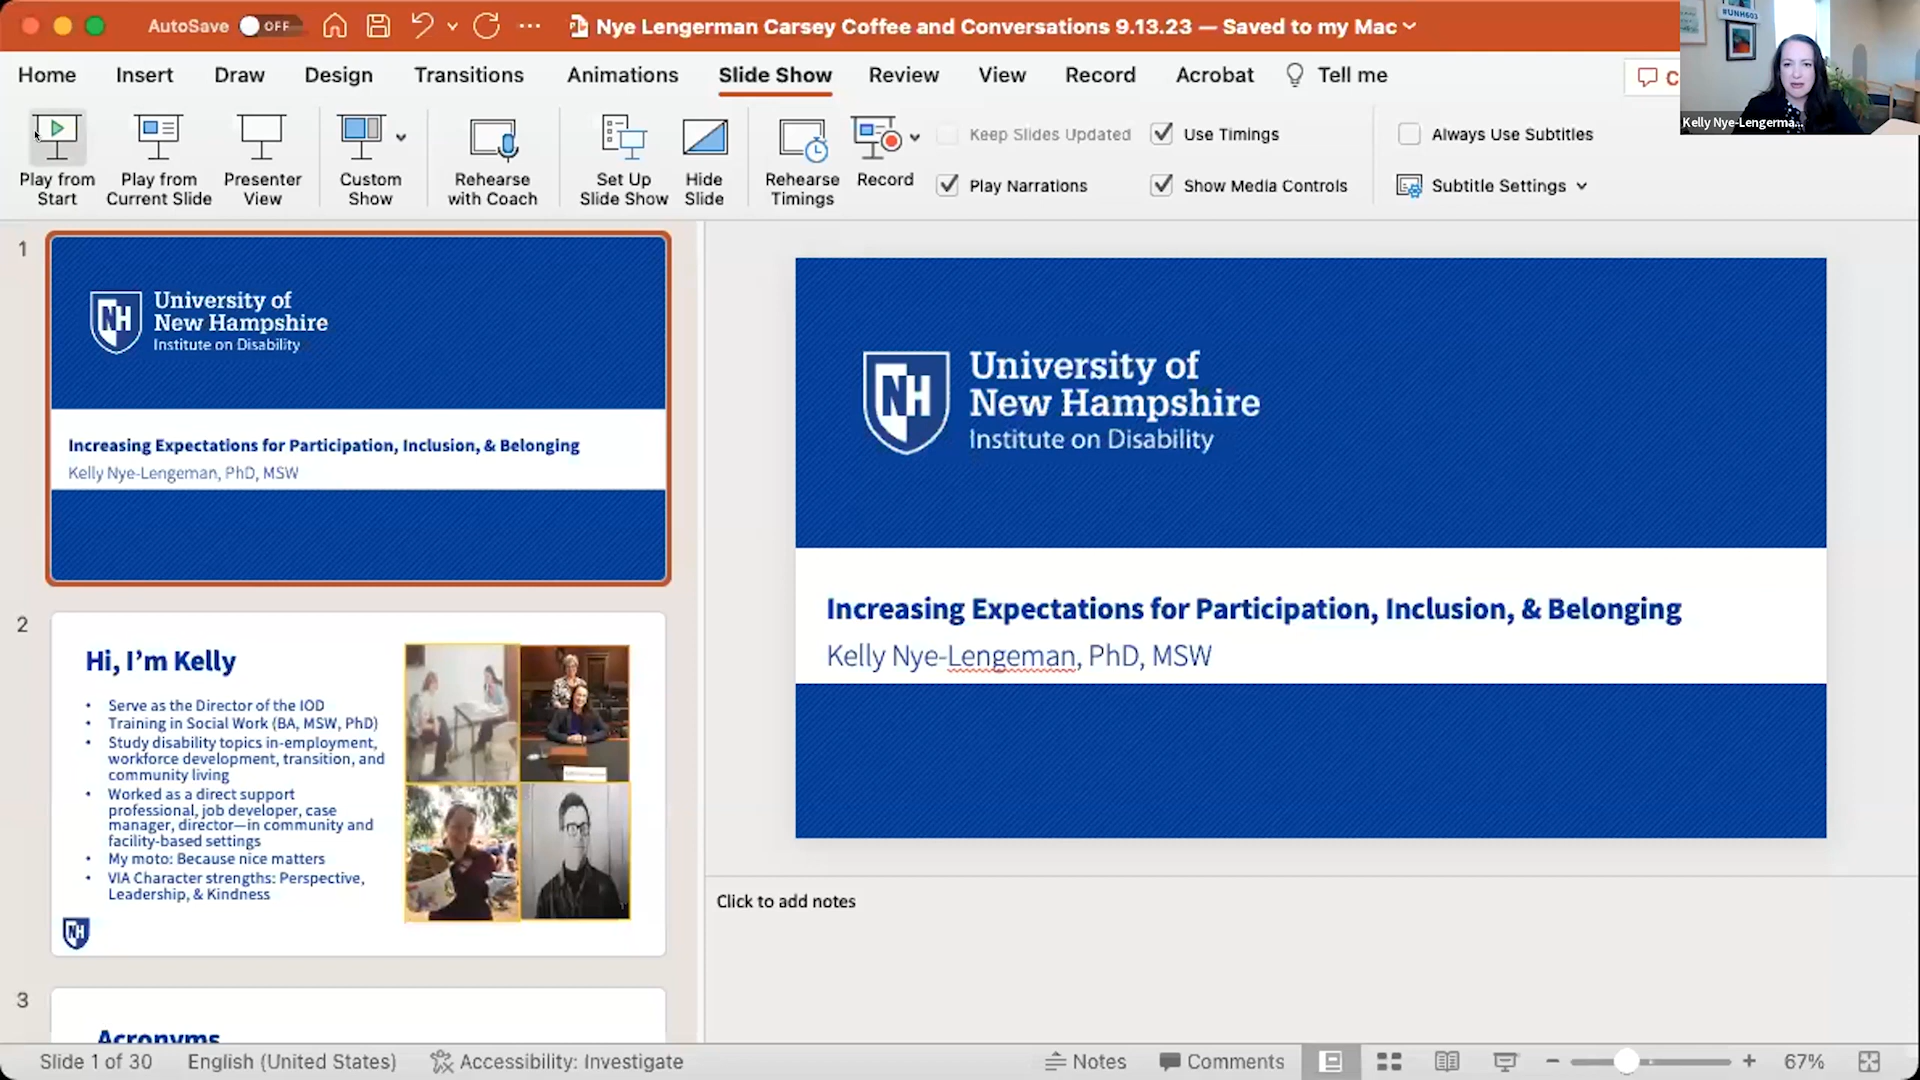 AutoSave OFF
Nye Lengerman Carsey Coffee and Conversations 9.13.23 — Saved to my Mac
#UNH603
Home Insert Draw Design Transitions Animations Slide Show Review View Record Acrobat Tell me
C
Kelly Nye-Lengerma...
Play from Start
Play from Current Slide
Presenter View
Custom Show
Rehearse with Coach
Set Up Slide Show
Hide Slide
Rehearse Timings
Record
Keep Slides Updated
Use Timings
Play Narrations
Show Media Controls
Always Use Subtitles
Subtitle Settings
1
NH
University of
New Hampshire
Institute on Disability
Increasing Expectations for Participation, Inclusion, & Belonging
Kelly Nye-Lengeman, PhD, MSW
2
Hi, I’m Kelly
• Serve as the Director of the IOD
• Training in Social Work (BA, MSW, PhD)
• Study disability topics in-employment,
workforce development, transition, and
community living
• Worked as a direct support
professional, job developer, case
manager, director—in community and
facility-based settings
• My moto: Because nice matters
• VIA Character strengths: Perspective,
Leadership, & Kindness
NH
3
Acronyms
NH
University of
New Hampshire
Institute on Disability
Increasing Expectations for Participation, Inclusion, & Belonging
Kelly Nye-Lengeman, PhD, MSW
Click to add notes
Slide 1 of 30 English (United States) Accessibility: Investigate Notes Comments 67%